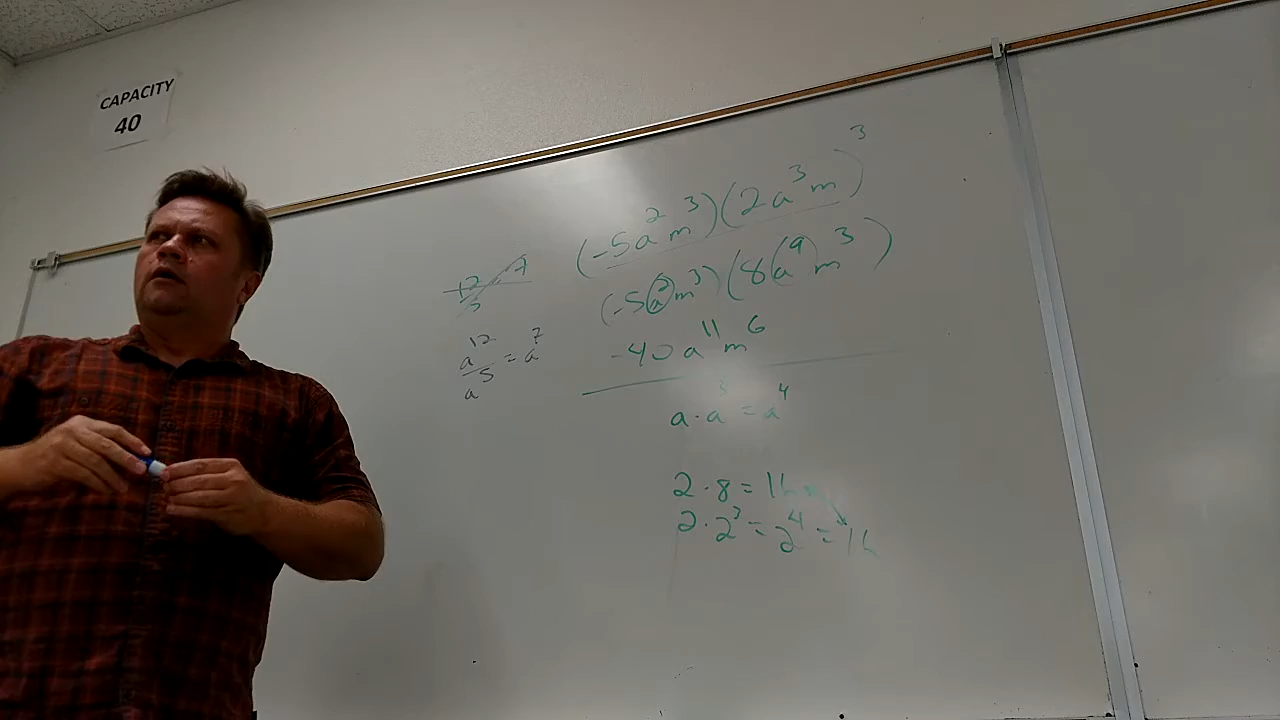 CAPACITY
40
(-5a²m³)(2a³m)³
(-5a²m³)(8a⁹m³)
-40a¹¹m⁶
a¹²/a⁵ = a⁷
a·a³ = a⁴
2·8 = 16
2·2³ = 2⁴ = 16